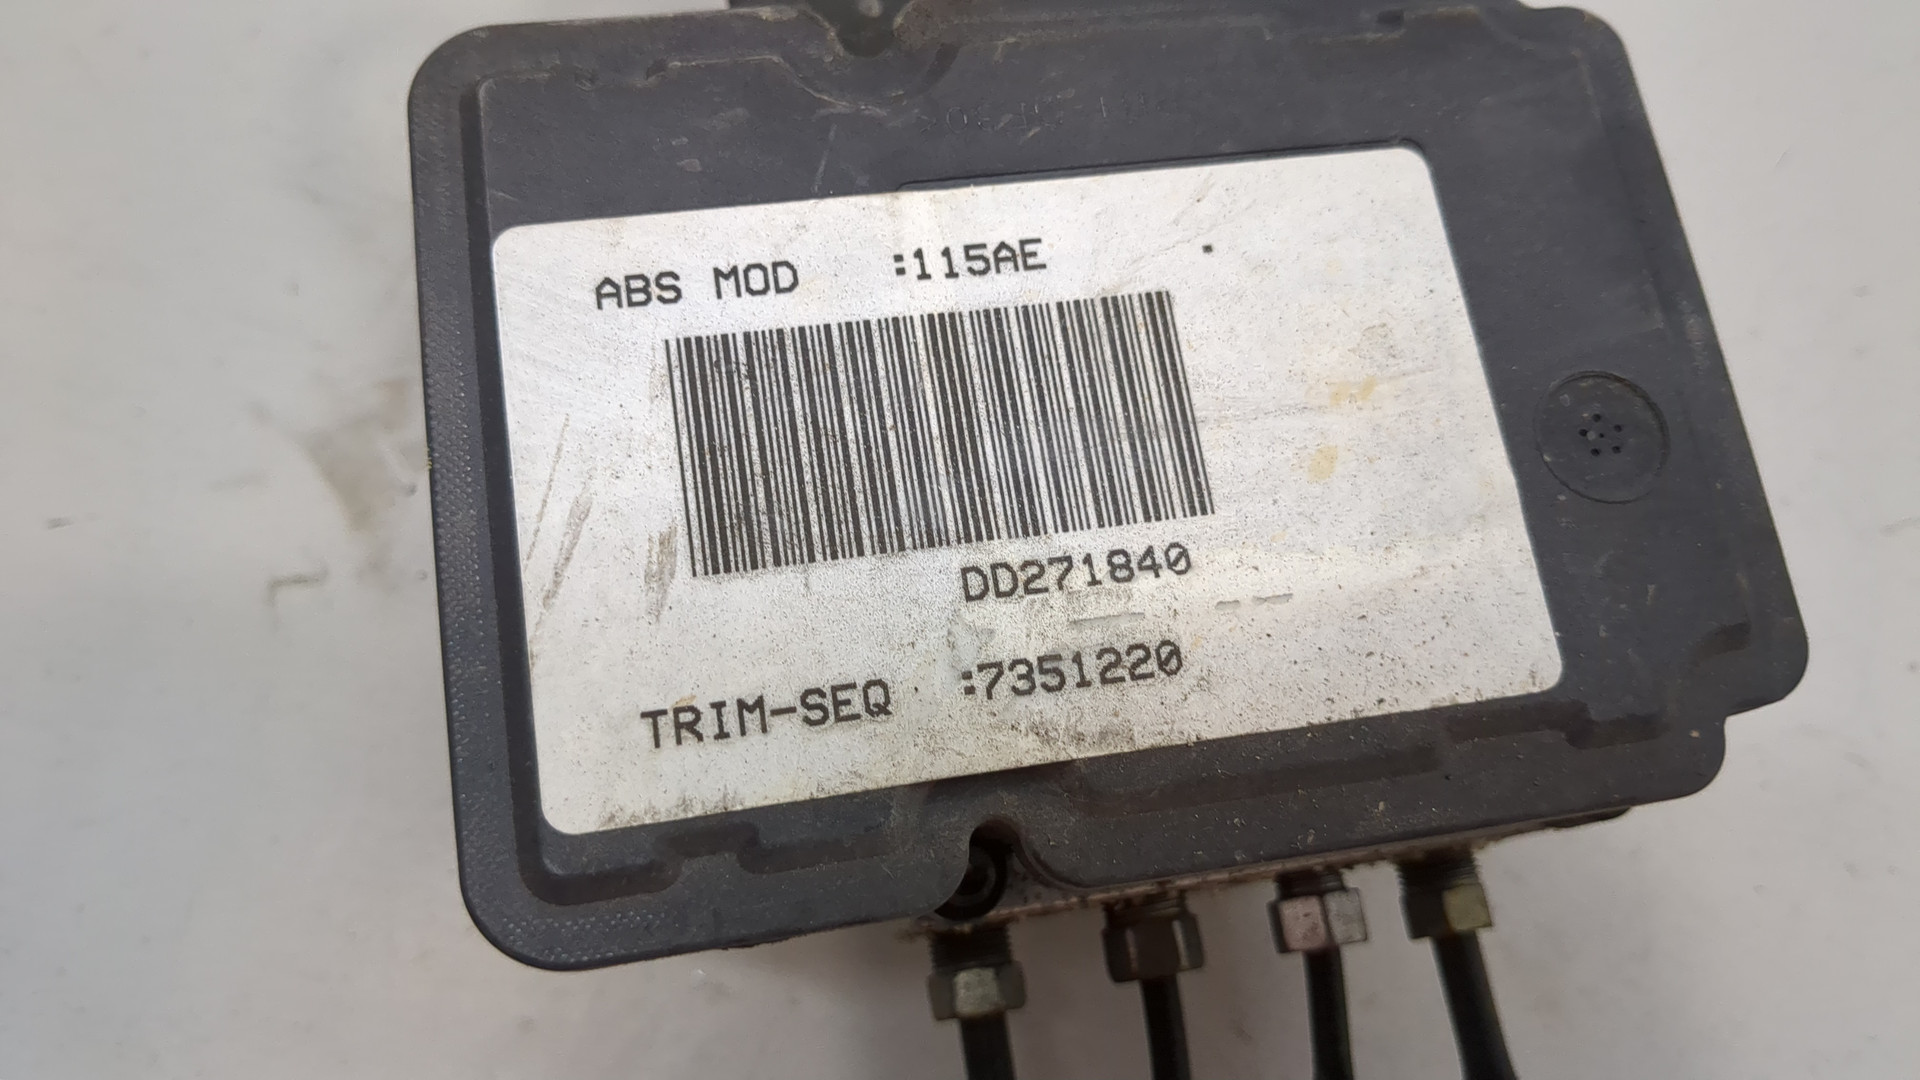 ABS MOD :115AE
DD271840
TRIM-SEQ :7351220